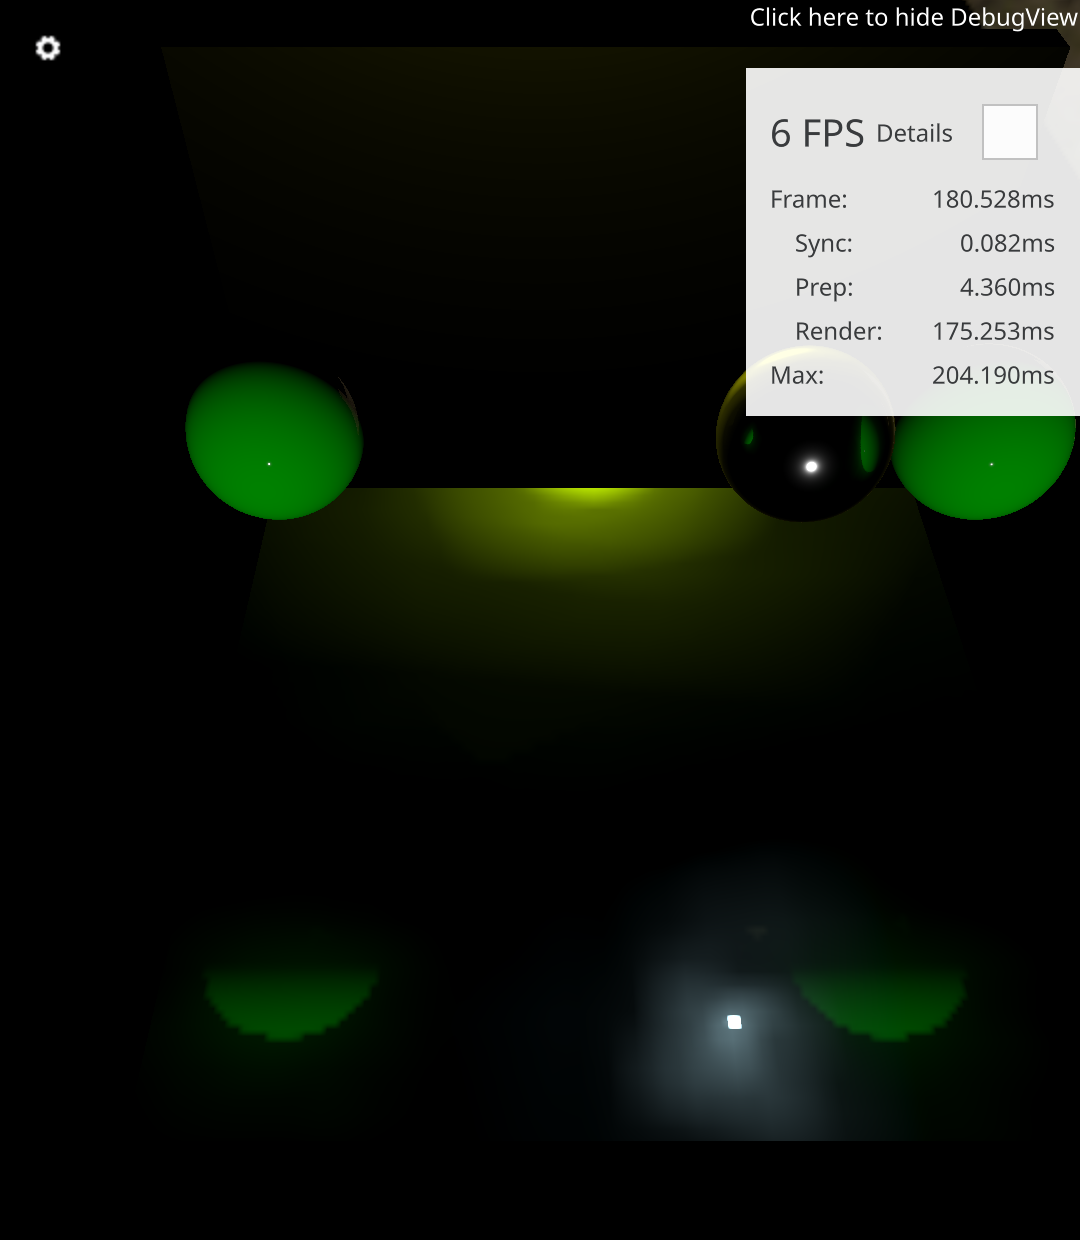 Click here to hide DebugView
6 FPS Details
Frame: 180.528ms
Sync: 0.082ms
Prep: 4.360ms
Render: 175.253ms
Max: 204.190ms